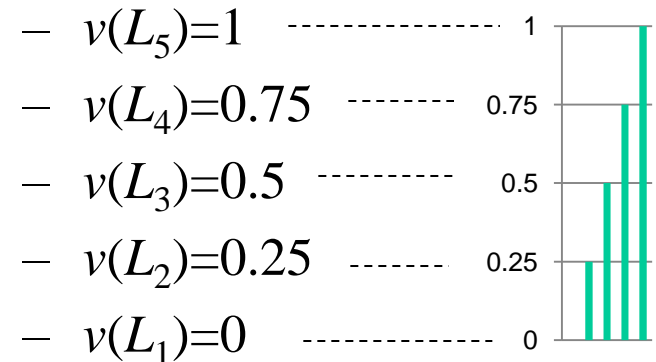 – v(L₅)=1 1
– v(L₄)=0.75 0.75
– v(L₃)=0.5 0.5
– v(L₂)=0.25 0.25
– v(L₁)=0 0